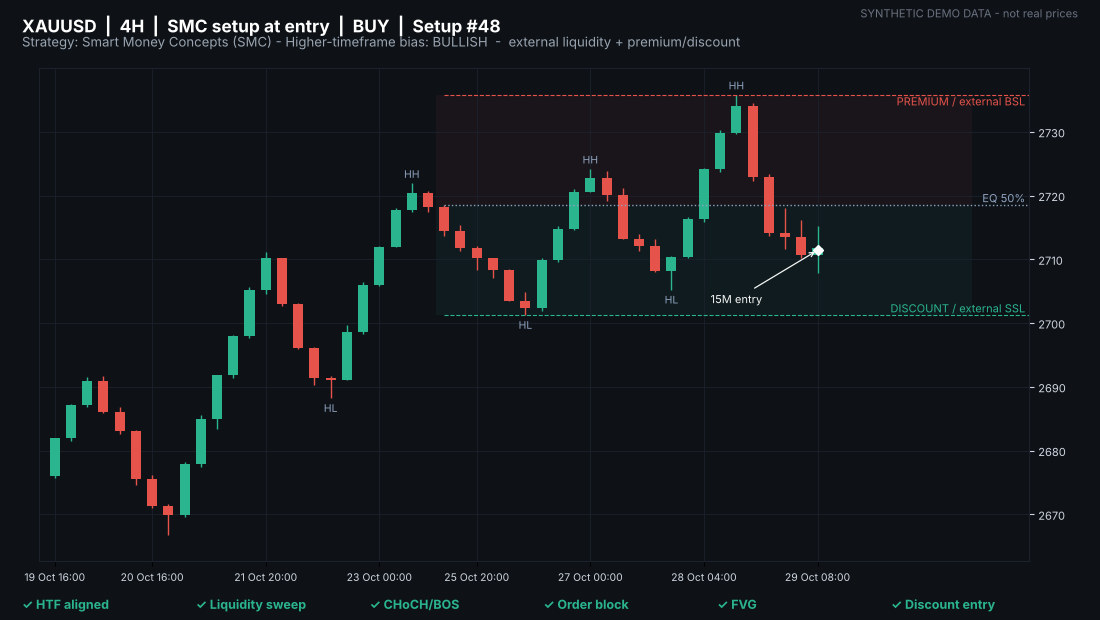 SYNTHETIC DEMO DATA - not real prices
XAUUSD | 4H | SMC setup at entry | BUY | Setup #48
Strategy: Smart Money Concepts (SMC) - Higher-timeframe bias: BULLISH - external liquidity + premium/discount
HH
PREMIUM / external BSL
2730
HH
HH
EQ 50%
2720
2710
HL
15M entry
DISCOUNT / external SSL
HL
2700
2690
HL
2680
2670
19 Oct 16:00 20 Oct 16:00 21 Oct 20:00 23 Oct 00:00 25 Oct 20:00 27 Oct 00:00 28 Oct 04:00 29 Oct 08:00
✓ HTF aligned ✓ Liquidity sweep ✓ CHoCH/BOS ✓ Order block ✓ FVG ✓ Discount entry